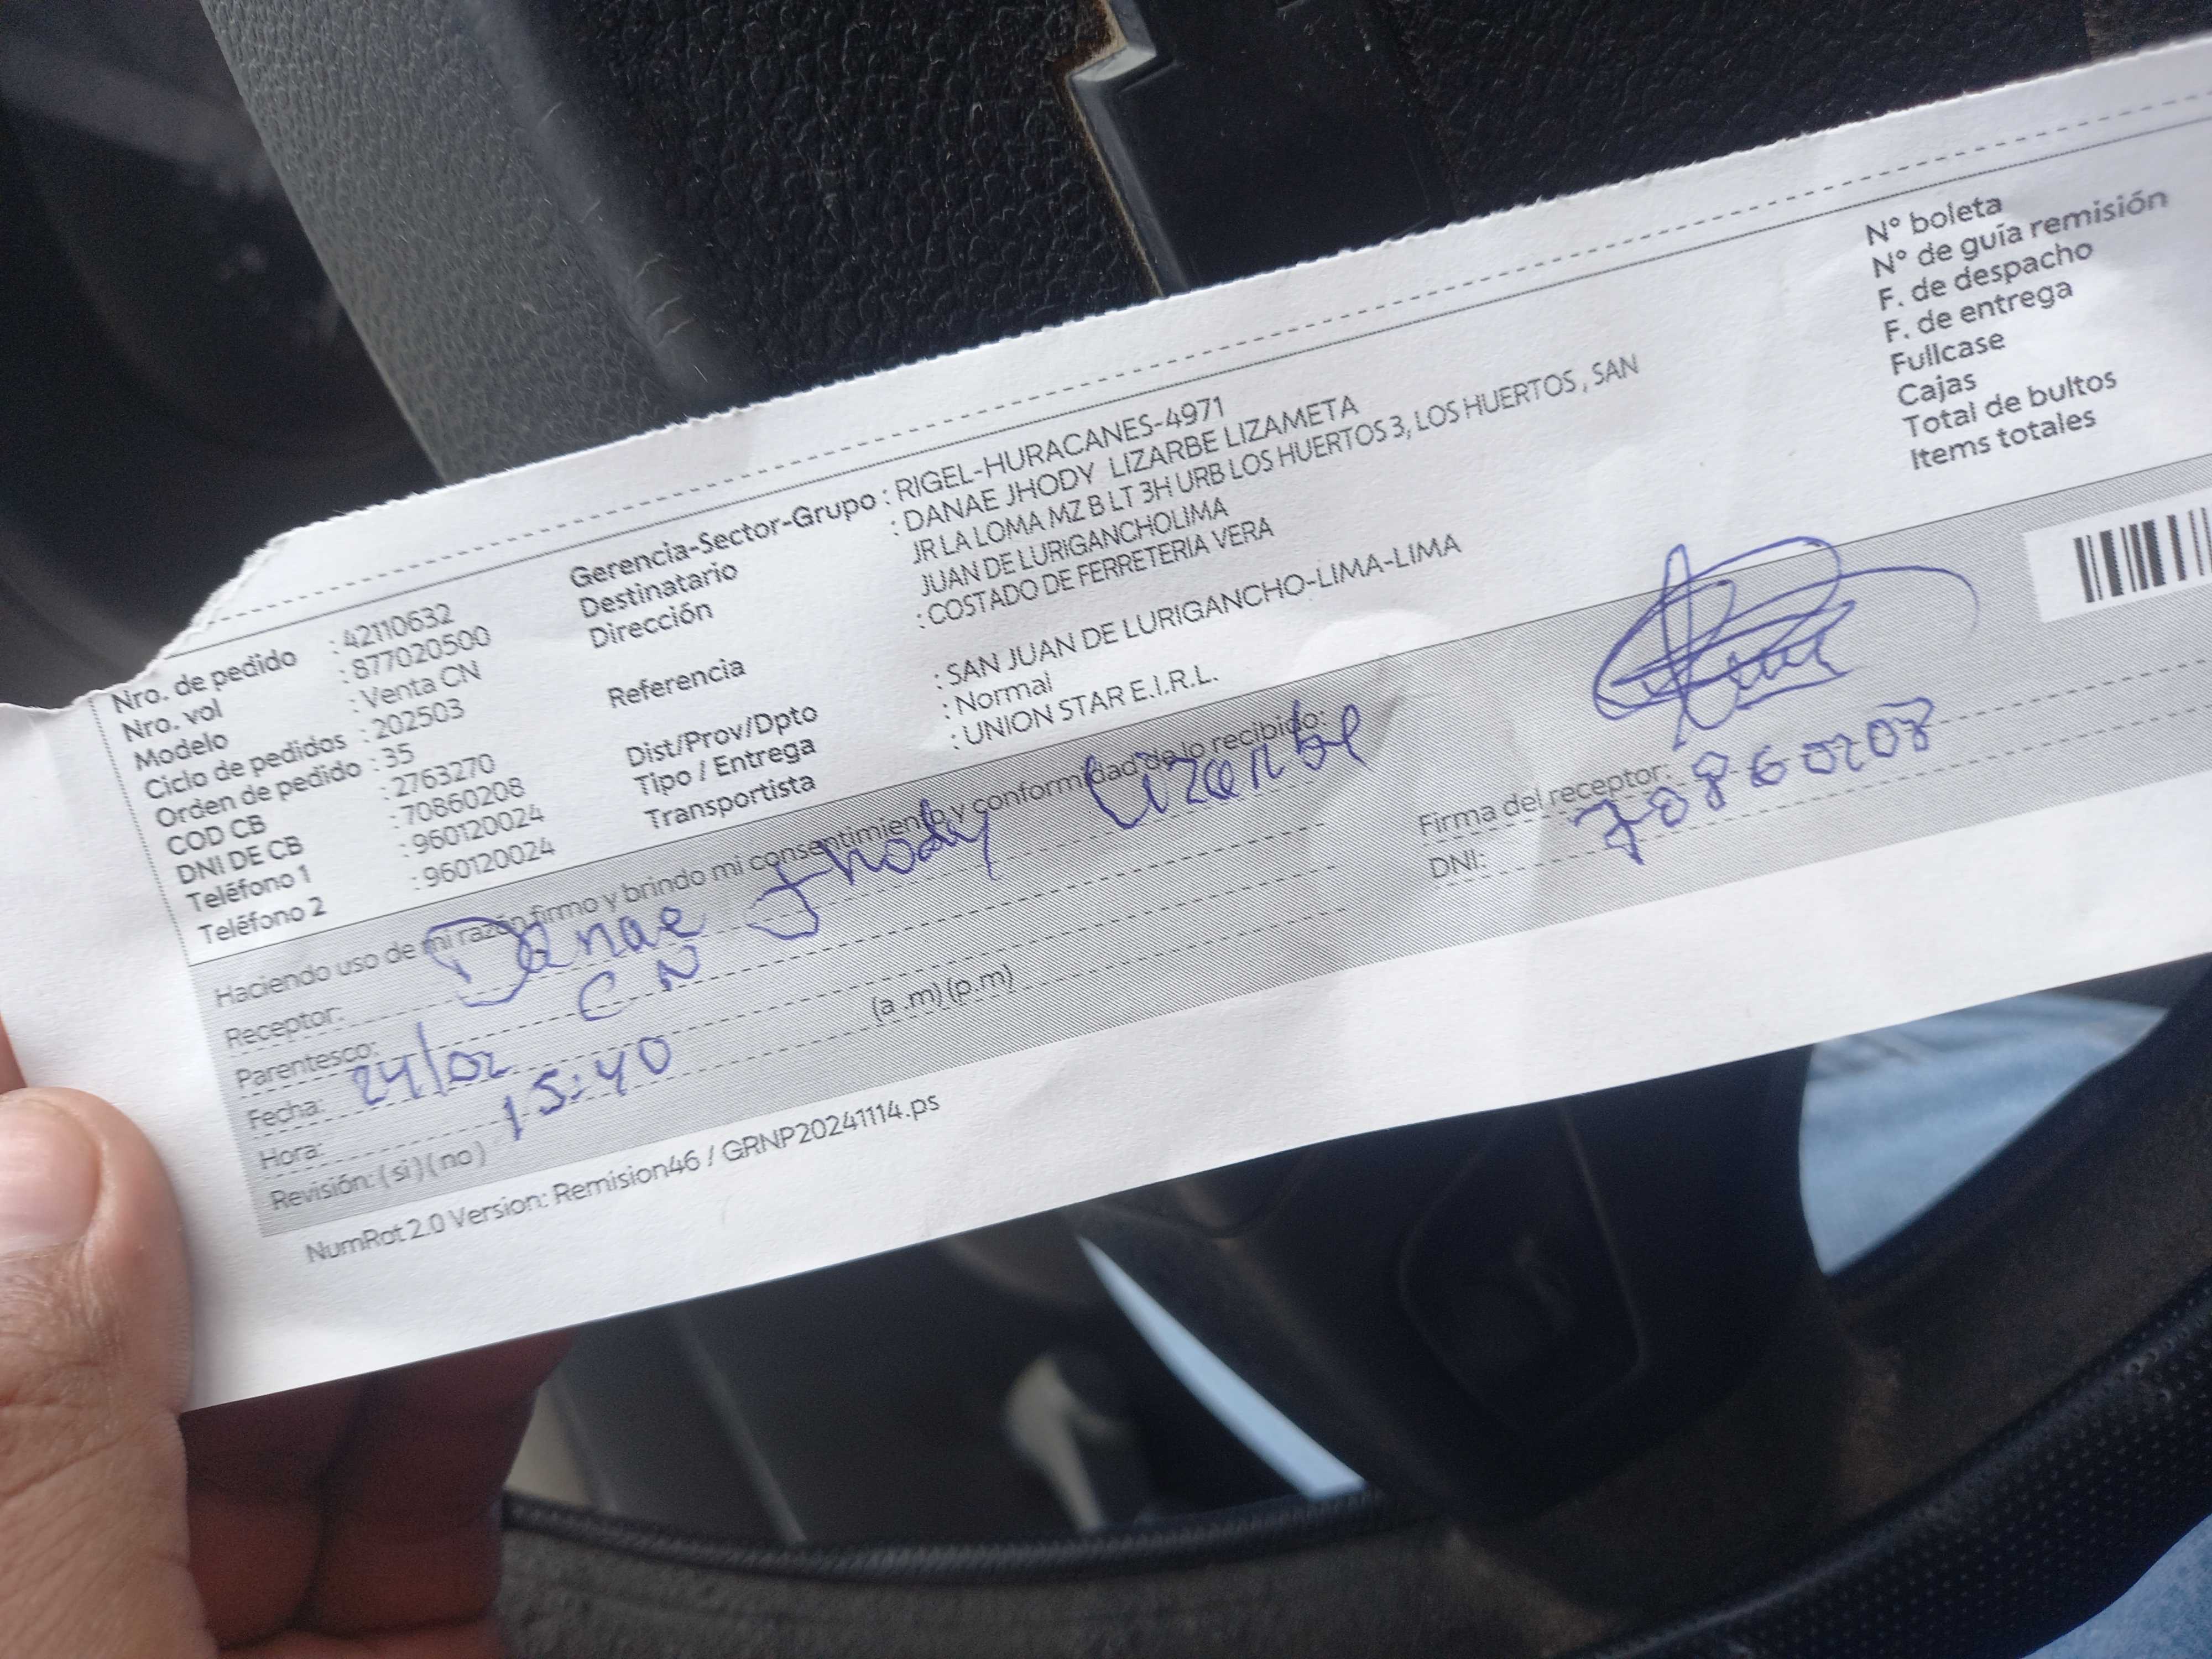 Nro. de pedido : 42110632
Nro. vol : 877020500
Modelo : Venta CN
Ciclo de pedidos : 202503
Orden de pedido : 35
COD CB : 2763270
DNI DE CB : 70860208
Teléfono 1 : 960120024
Teléfono 2 : 960120024
Gerencia-Sector-Grupo : RIGEL-HURACANES-4971
Destinatario : DANAE JHODY LIZARBE LIZAMETA
Dirección JR LA LOMA MZ B LT 3H URB LOS HUERTOS 3, LOS HUERTOS , SAN
JUAN DE LURIGANCHOLIMA
Referencia : COSTADO DE FERRETERIA VERA
Dist/Prov/Dpto : SAN JUAN DE LURIGANCHO-LIMA-LIMA
Tipo / Entrega : Normal
Transportista : UNION STAR E.I.R.L.
N° boleta
N° de guía remisión
F. de despacho
F. de entrega
Fullcase
Cajas
Total de bultos
Items totales
Haciendo uso de mi razón firmo y brindo mi consentimiento y conformidad de lo recibido:
Receptor: Danae Jhody Lizarbe
Parentesco: CN
Fecha: 24/02
Hora: 15:40 (a .m) (p.m)
Revisión: ( si ) ( no )
Firma del receptor:
DNI: 70860208
NumRot 2.0 Version: Remision46 / GRNP20241114.ps